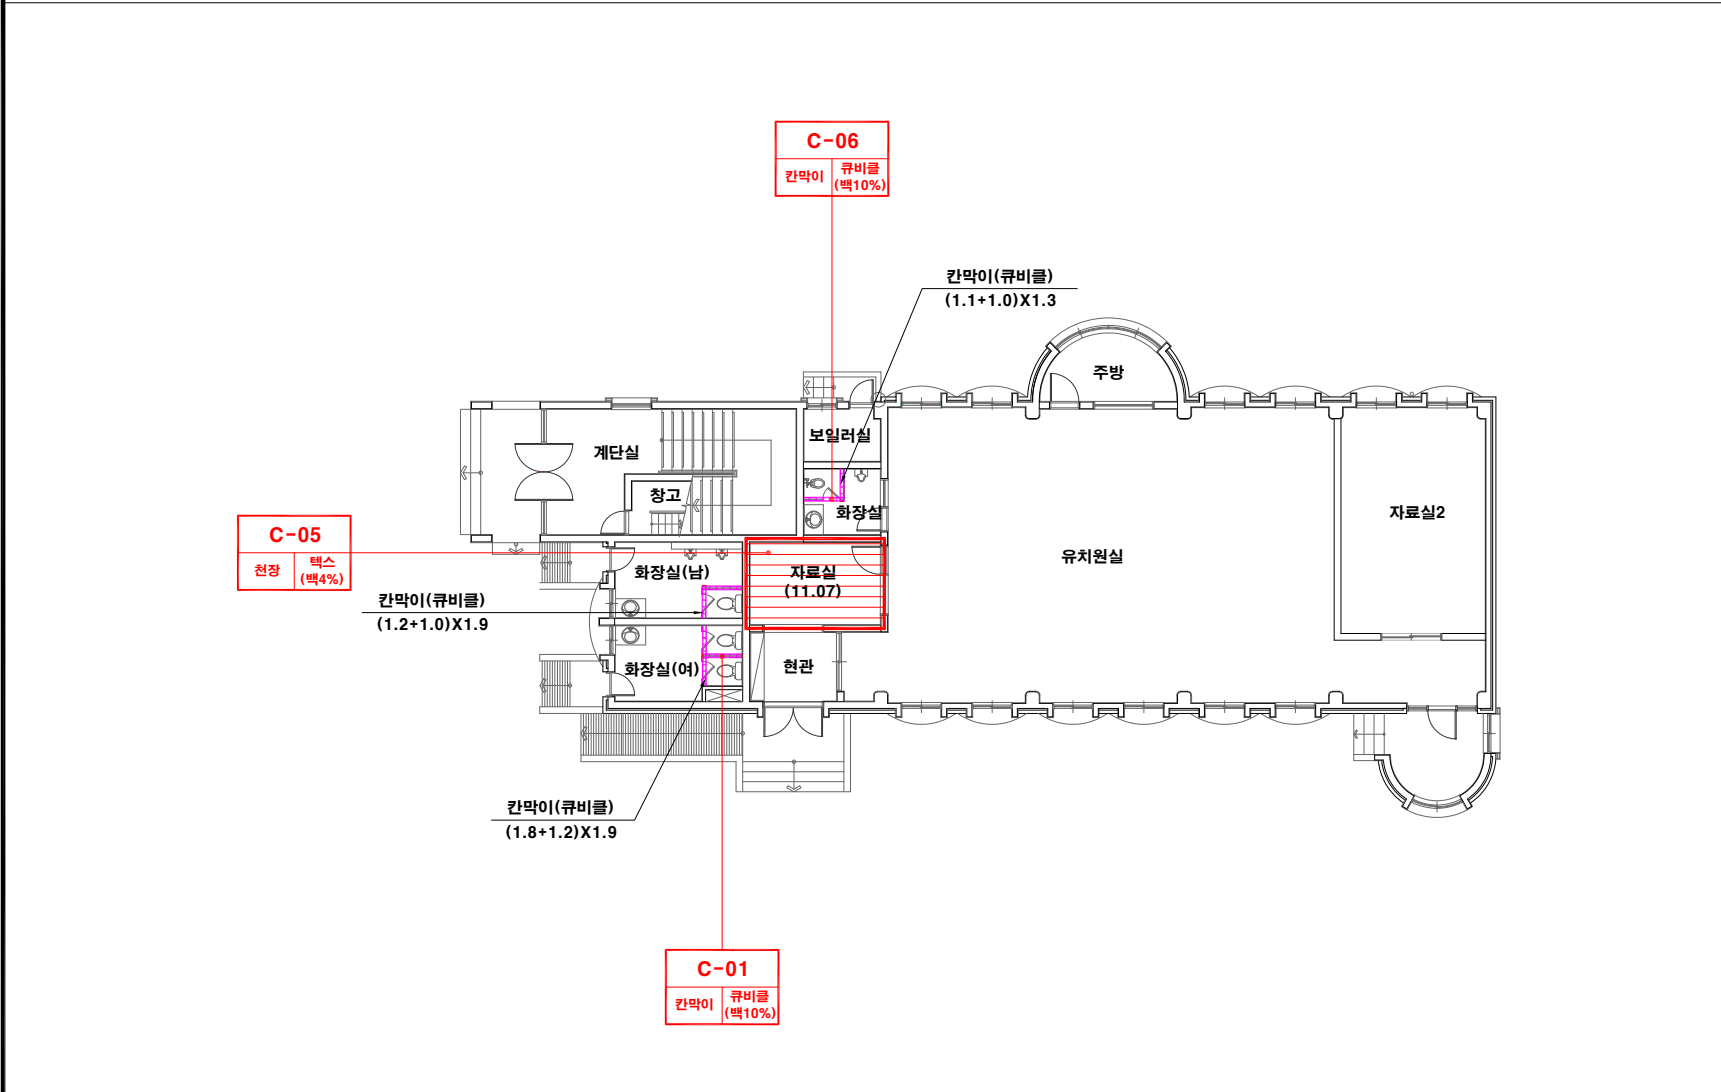 C-06
칸막이
큐비클
(백10%)
칸막이(큐비클)
(1.1+1.0)X1.3
주방
보일러실
계단실
창고
화장실
자료실2
C-05
천장
텍스
(백4%)
유치원실
화장실(남)
자료실
(11.07)
칸막이(큐비클)
(1.2+1.0)X1.9
화장실(여)
현관
칸막이(큐비클)
(1.8+1.2)X1.9
C-01
칸막이
큐비클
(백10%)